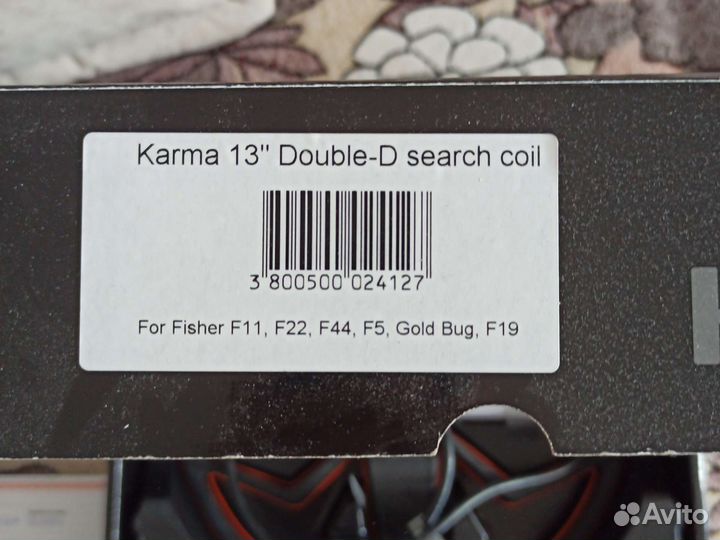 Karma 13" Double-D search coil
3 800500 024127
For Fisher F11, F22, F44, F5, Gold Bug, F19
Avito